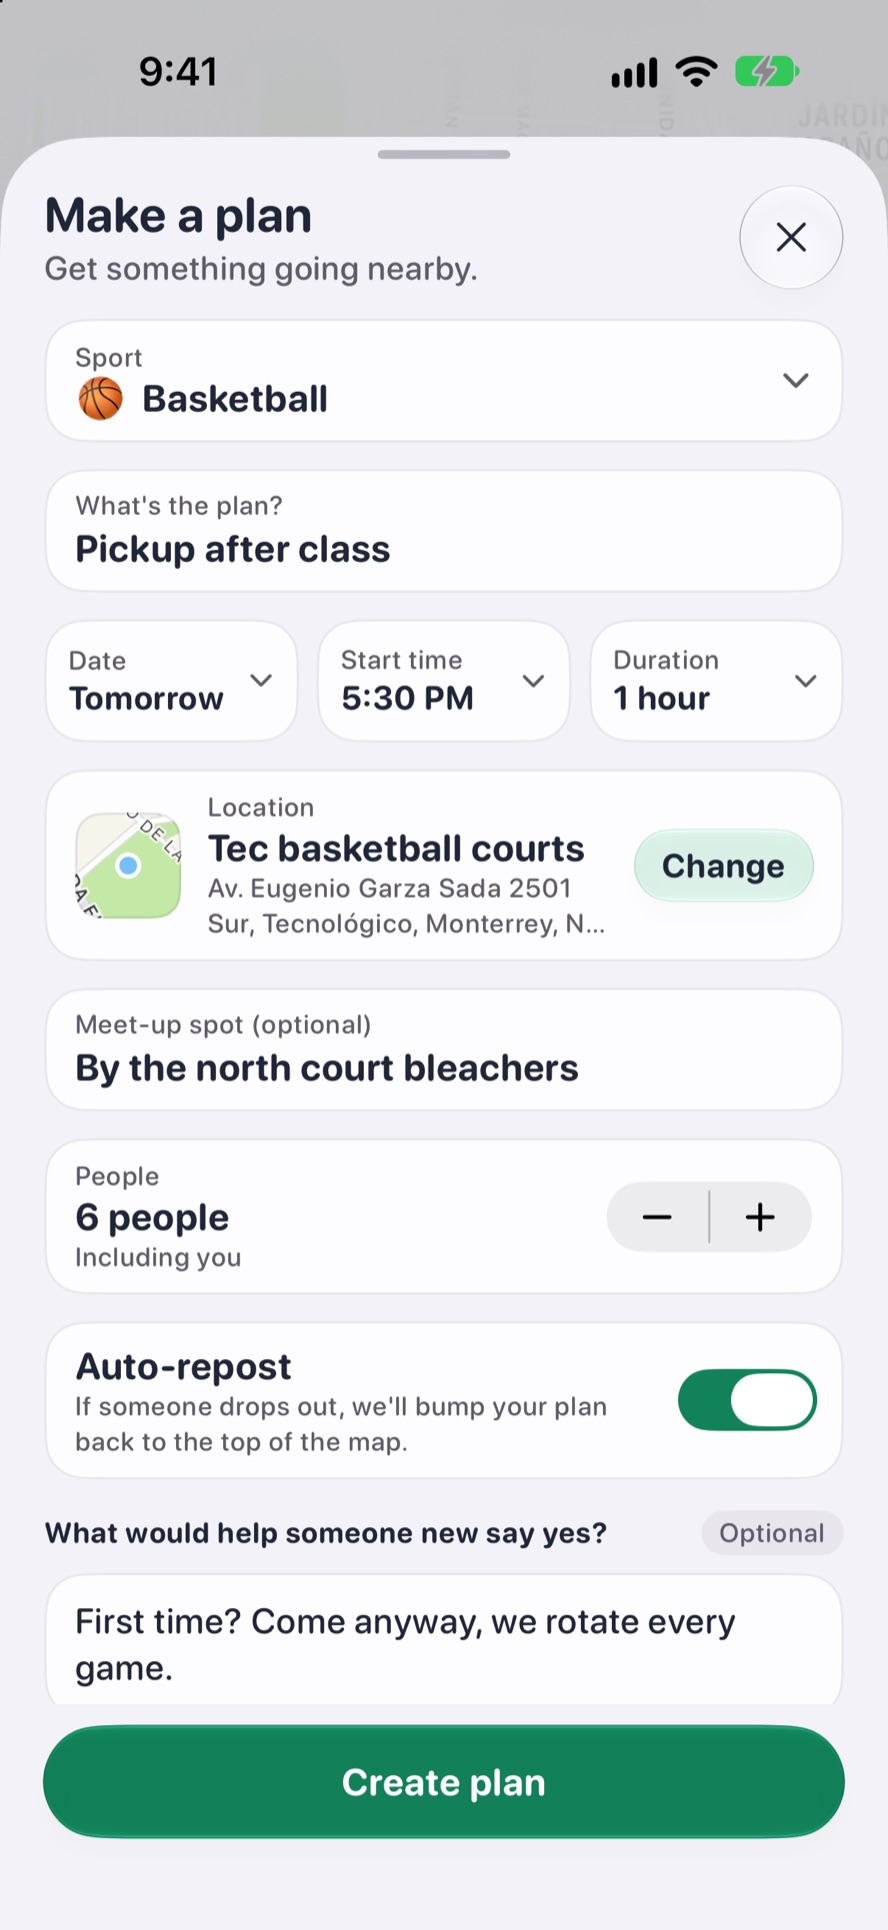 9:41
JARDÍN
Make a plan
Get something going nearby.
Sport
Basketball
What's the plan?
Pickup after class
Date
Tomorrow
Start time
5:30 PM
Duration
1 hour
Location
Tec basketball courts
Av. Eugenio Garza Sada 2501
Sur, Tecnológico, Monterrey, N...
DE LA
Change
Meet-up spot (optional)
By the north court bleachers
People
6 people
Including you
Auto-repost
If someone drops out, we'll bump your plan
back to the top of the map.
What would help someone new say yes?
Optional
First time? Come anyway, we rotate every
game.
Create plan